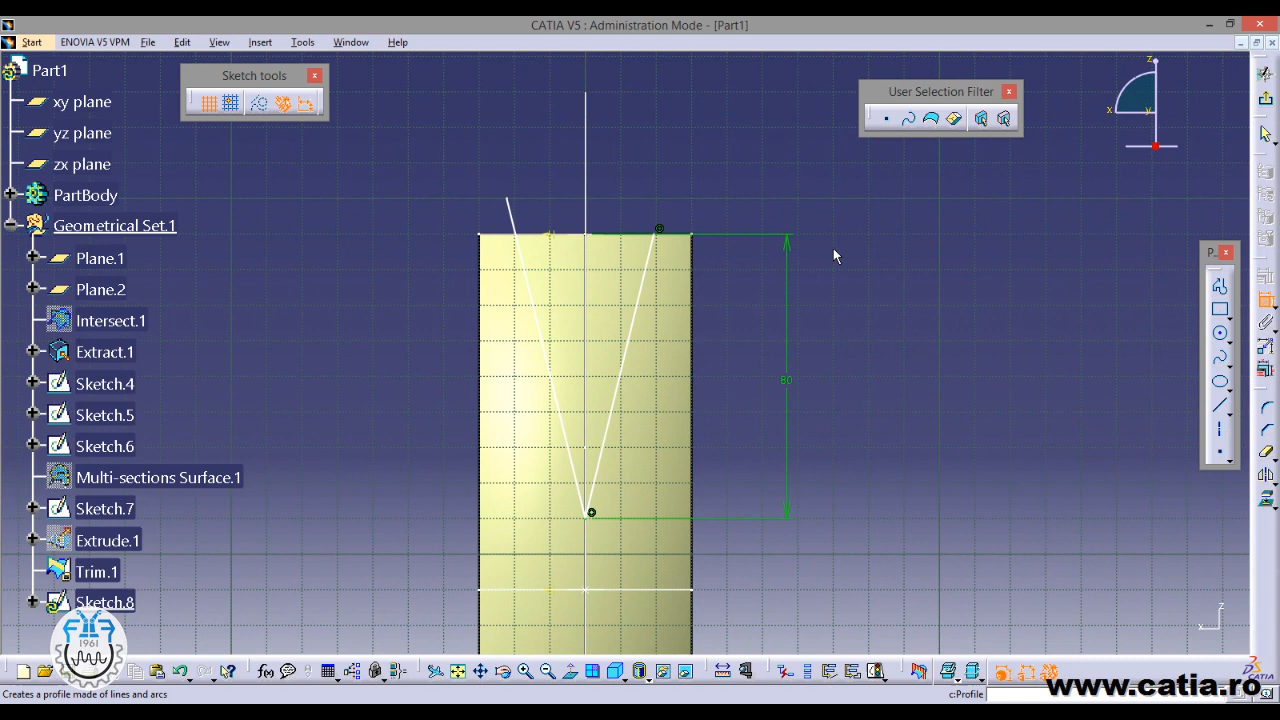 CATIA V5 : Administration Mode - [Part1]
Start ENOVIA V5 VPM File Edit View Insert Tools Window Help
Part1
Sketch tools
User Selection Filter
z
x
y
xy plane
yz plane
zx plane
PartBody
Geometrical Set.1
P...
Plane.1
Plane.2
Intersect.1
Extract.1
80
Sketch.4
Sketch.5
Sketch.6
Multi-sections Surface.1
Sketch.7
Extrude.1
Trim.1
Sketch.8
z
x
1961
f(x)
CATIA
www.catia.ro
Creates a profile made of lines and arcs
c:Profile